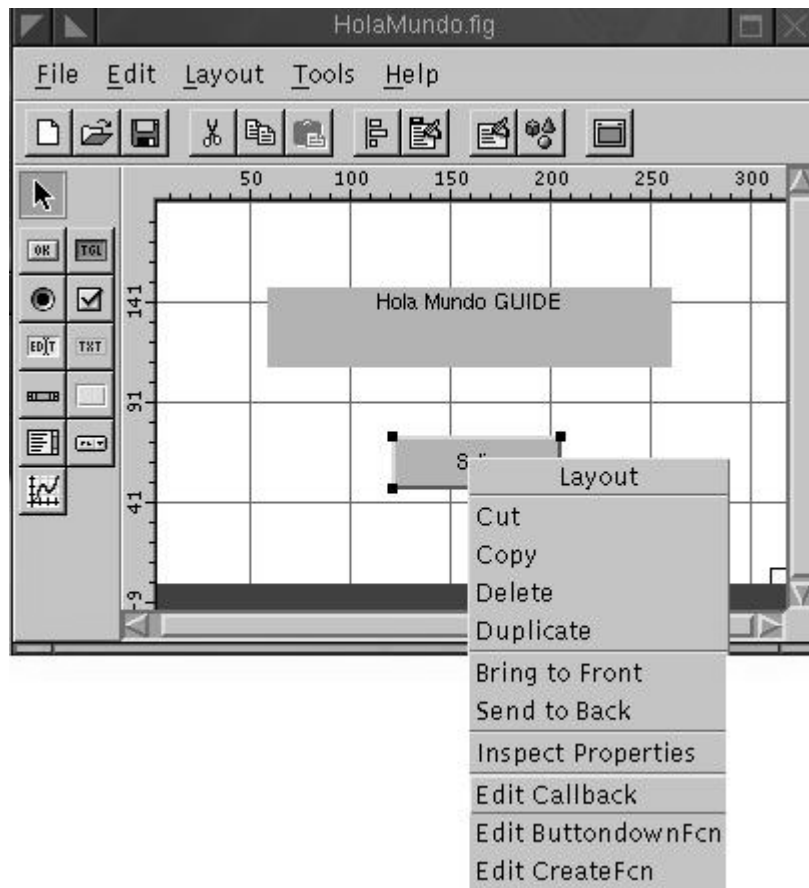 HolaMundo.fig
File Edit Layout Tools Help
50 100 150 200 250 300
OK TGL
141
Hola Mundo GUIDE
EDIT TXT
91
Layout
41
Cut
Copy
Delete
-9
Duplicate
Bring to Front
Send to Back
Inspect Properties
Edit Callback
Edit ButtondownFcn
Edit CreateFcn